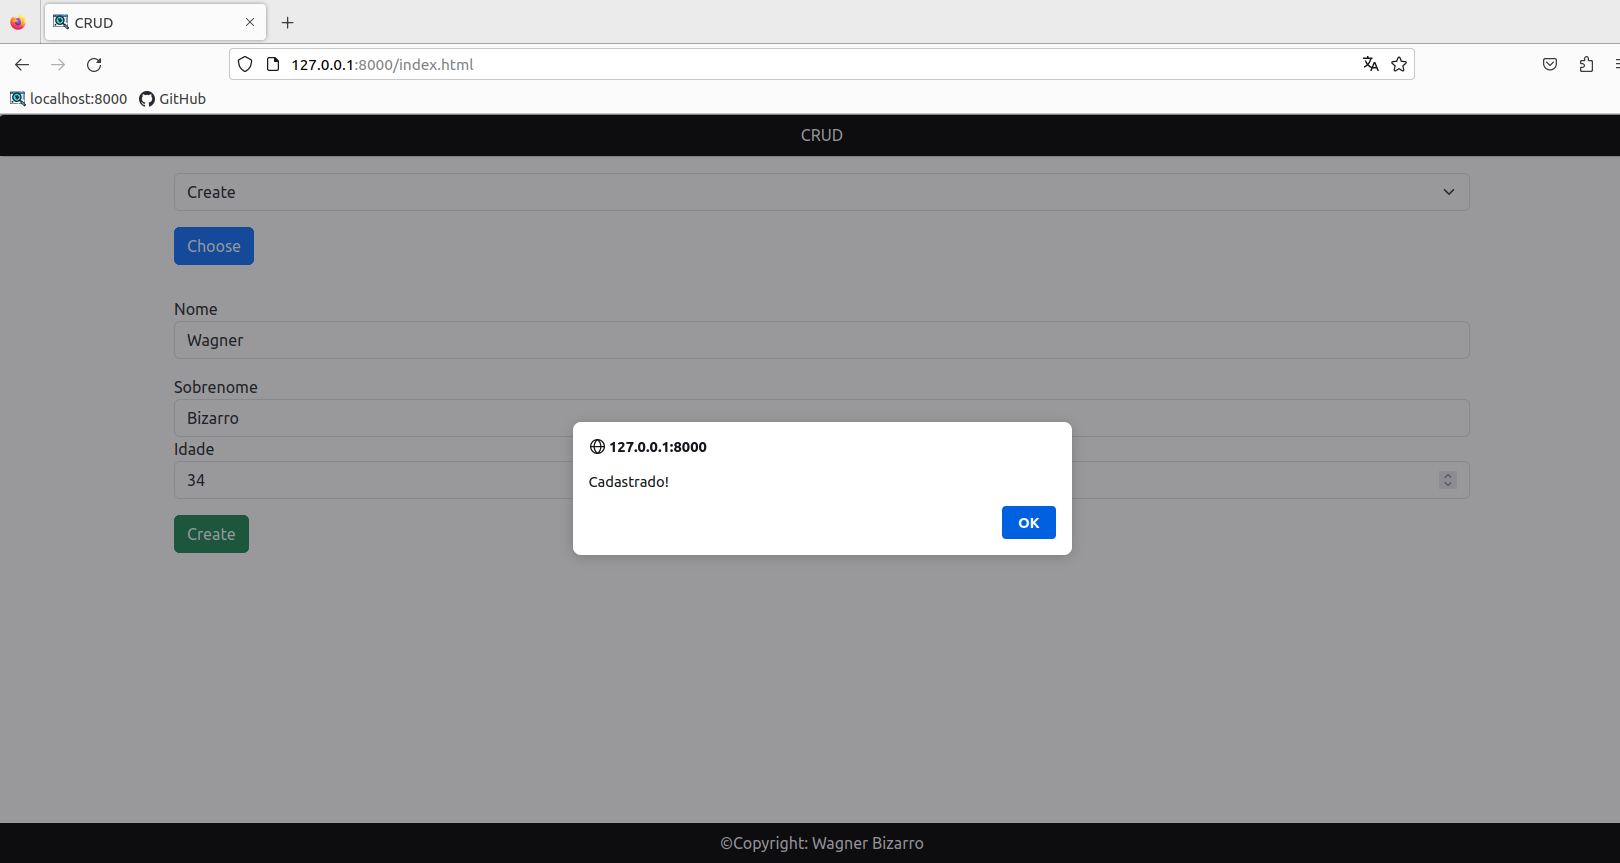 CRUD
127.0.0.1:8000/index.html
localhost:8000 GitHub
CRUD
Create
Choose
Nome
Wagner
Sobrenome
Bizarro
Idade
34
Create
127.0.0.1:8000
Cadastrado!
OK
©Copyright: Wagner Bizarro